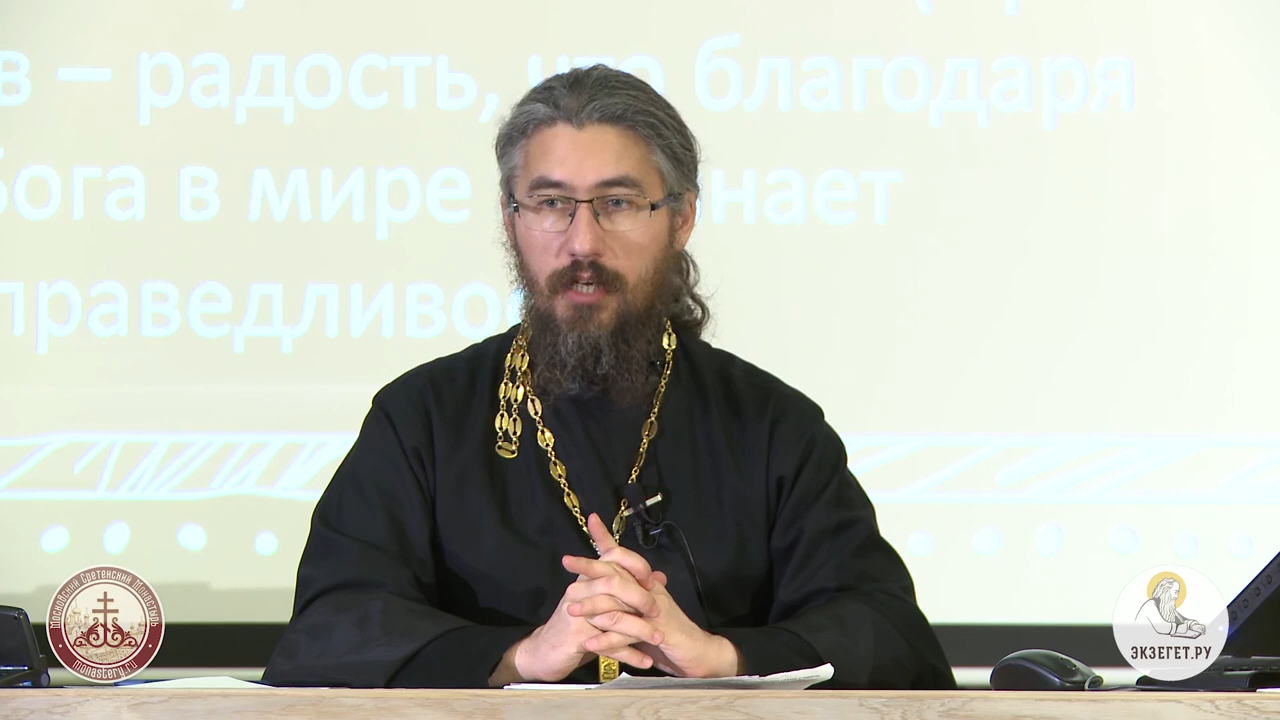 в – радость, что благодаря
Бога в мире
нает
праведливо
Московский Сретенский Монастырь
monastery.ru
ЭКЗЕГЕТ.РУ